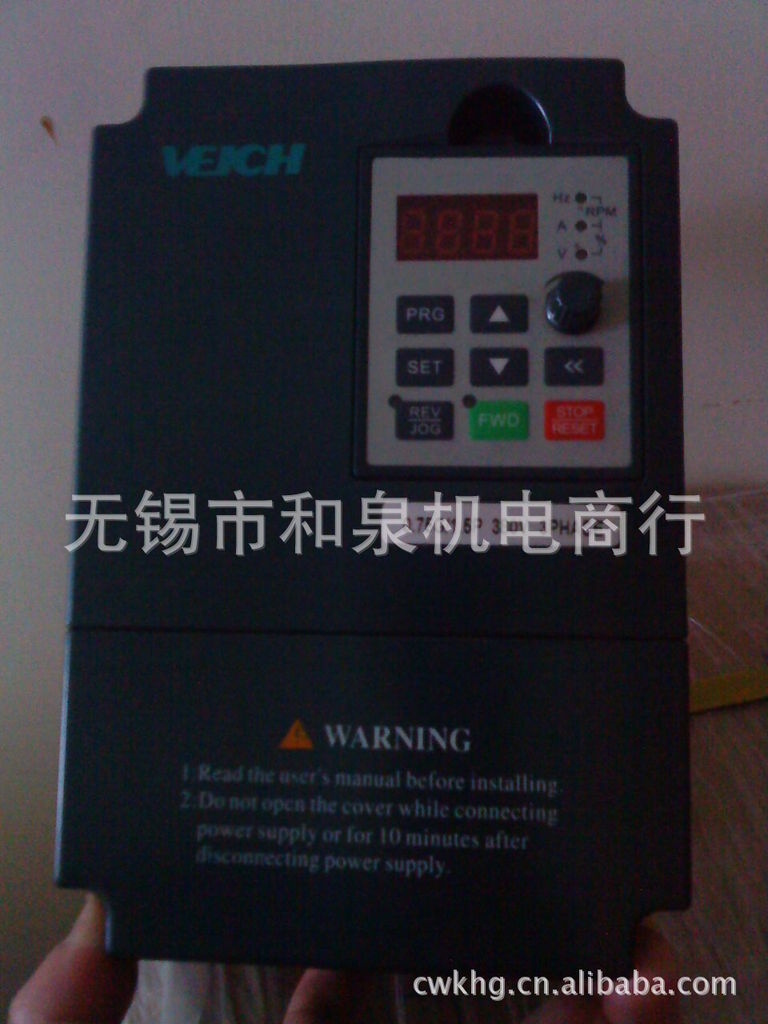 VEICH
Hz
RPM
A
%
V
PRG
▲
SET
▼
<<
REV
JOG
FWD
STOP
RESET
无锡市和泉机电商行
WARNING
1.Read the user's manual before installing.
2.Do not open the cover while connecting
power supply or for 10 minutes after
disconnecting power supply.
cwkhg.cn.alibaba.com